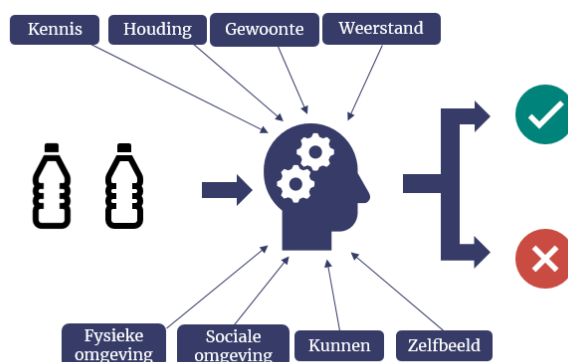 Kennis
Houding
Gewoonte
Weerstand
Fysieke
omgeving
Sociale
omgeving
Kunnen
Zelfbeeld